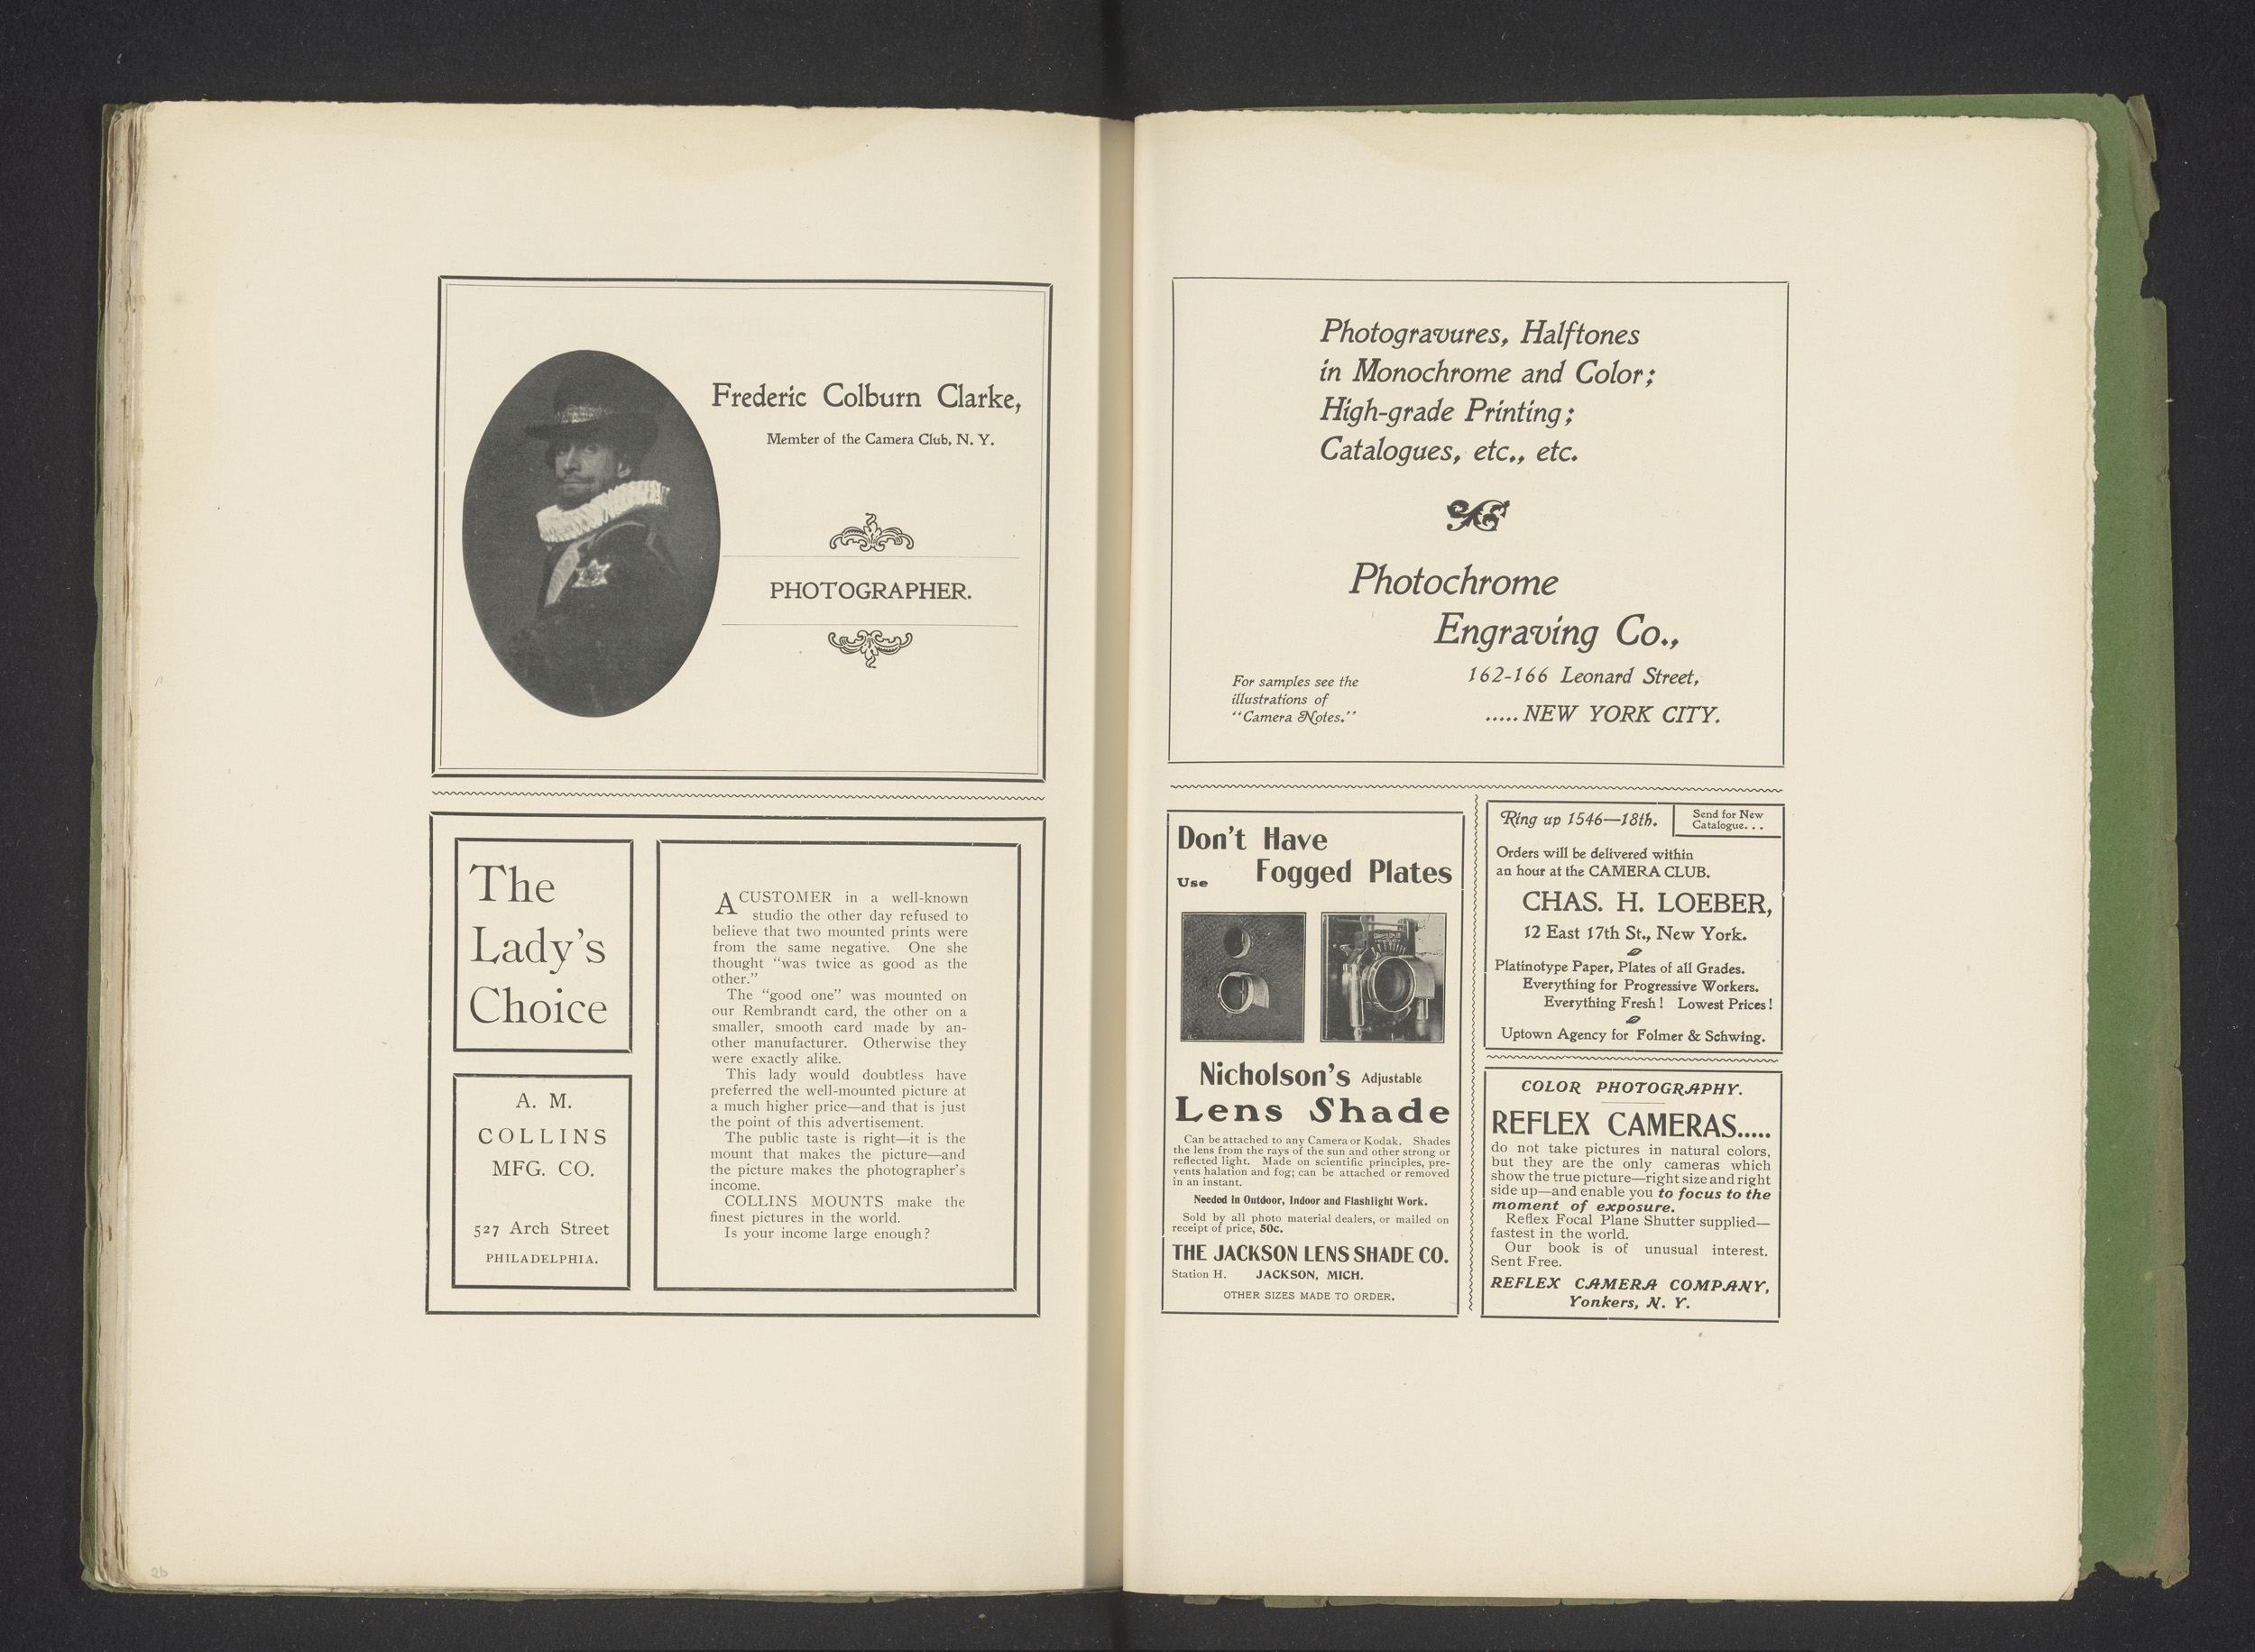 Frederic Colburn Clarke,
Member of the Camera Club, N. Y.
PHOTOGRAPHER.
The
Lady's
Choice
A. M.
COLLINS
MFG. CO.
527 Arch Street
PHILADELPHIA.
A CUSTOMER in a well-known
studio the other day refused to
believe that two mounted prints were
from the same negative. One she
thought "was twice as good as the
other."
The "good one" was mounted on
our Rembrandt card, the other on a
smaller, smooth card made by an-
other manufacturer. Otherwise they
were exactly alike.
This lady would doubtless have
preferred the well-mounted picture at
a much higher price—and that is just
the point of this advertisement.
The public taste is right—it is the
mount that makes the picture—and
the picture makes the photographer's
income.
COLLINS MOUNTS make the
finest pictures in the world.
Is your income large enough?
26
Photogravures, Halftones
in Monochrome and Color;
High-grade Printing;
Catalogues, etc., etc.
Photochrome
Engraving Co.,
162-166 Leonard Street,
.....NEW YORK CITY.
For samples see the
illustrations of
"Camera Notes."
Don't Have
Fogged Plates
Use
Nicholson's Adjustable
Lens Shade
Can be attached to any Camera or Kodak. Shades
the lens from the rays of the sun and other strong or
reflected light. Made on scientific principles, pre-
vents halation and fog; can be attached or removed
in an instant.
Needed in Outdoor, Indoor and Flashlight Work.
Sold by all photo material dealers, or mailed on
receipt of price, 50c.
THE JACKSON LENS SHADE CO.
Station H. JACKSON, MICH.
OTHER SIZES MADE TO ORDER.
Ring up 1546—18th.
Send for New
Catalogue. . .
Orders will be delivered within
an hour at the CAMERA CLUB.
CHAS. H. LOEBER,
12 East 17th St., New York.
Platinotype Paper, Plates of all Grades.
Everything for Progressive Workers.
Everything Fresh! Lowest Prices!
Uptown Agency for Folmer & Schwing.
COLOR PHOTOGRAPHY.
REFLEX CAMERAS.....
do not take pictures in natural colors,
but they are the only cameras which
show the true picture—right size and right
side up—and enable you to focus to the
moment of exposure.
Reflex Focal Plane Shutter supplied—
fastest in the world.
Our book is of unusual interest.
Sent Free.
REFLEX CAMERA COMPANY,
Yonkers, N. Y.